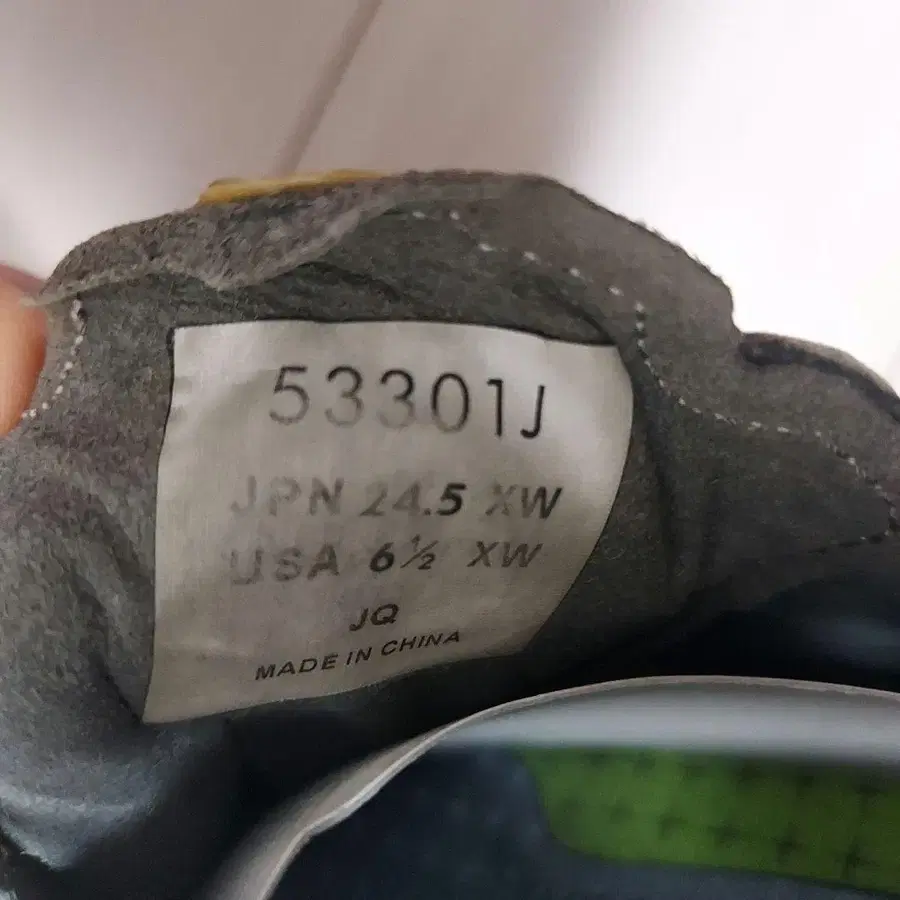 53301J
JPN 24.5 XW
USA 6½ XW
JQ
MADE IN CHINA